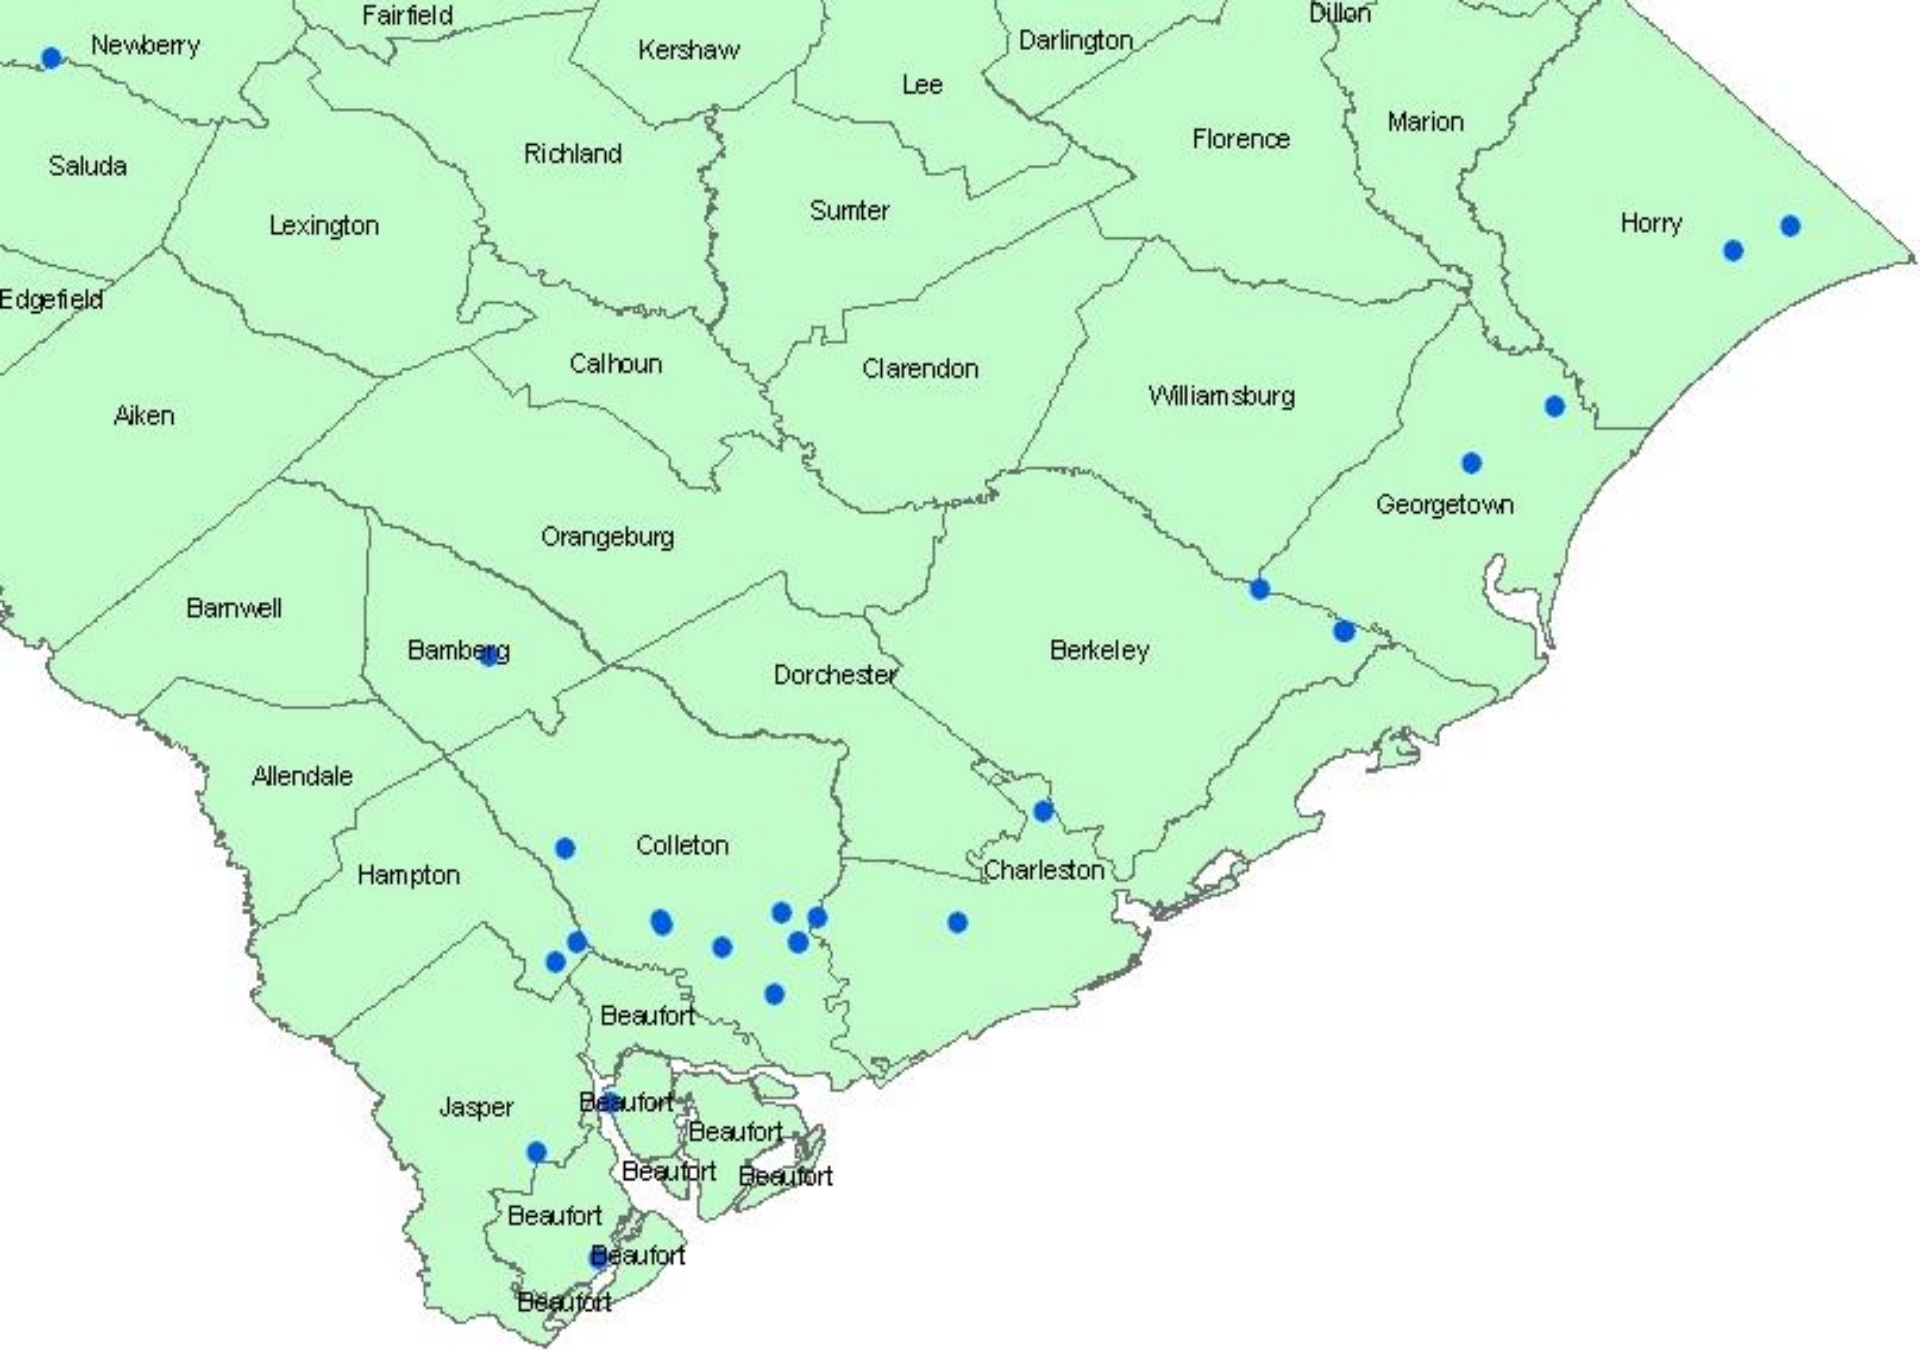 Fairfield
Dillon
Newberry
Kershaw
Darlington
Lee
Marion
Florence
Richland
Saluda
Sumter
Horry
Lexington
Edgefield
Calhoun
Clarendon
Williamsburg
Aiken
Georgetown
Orangeburg
Barnwell
Bamberg
Berkeley
Dorchester
Allendale
Colleton
Charleston
Hampton
Beaufort
Beaufort
Jasper
Beaufort
Beaufort
Beaufort
Beaufort
Beaufort
Beaufort